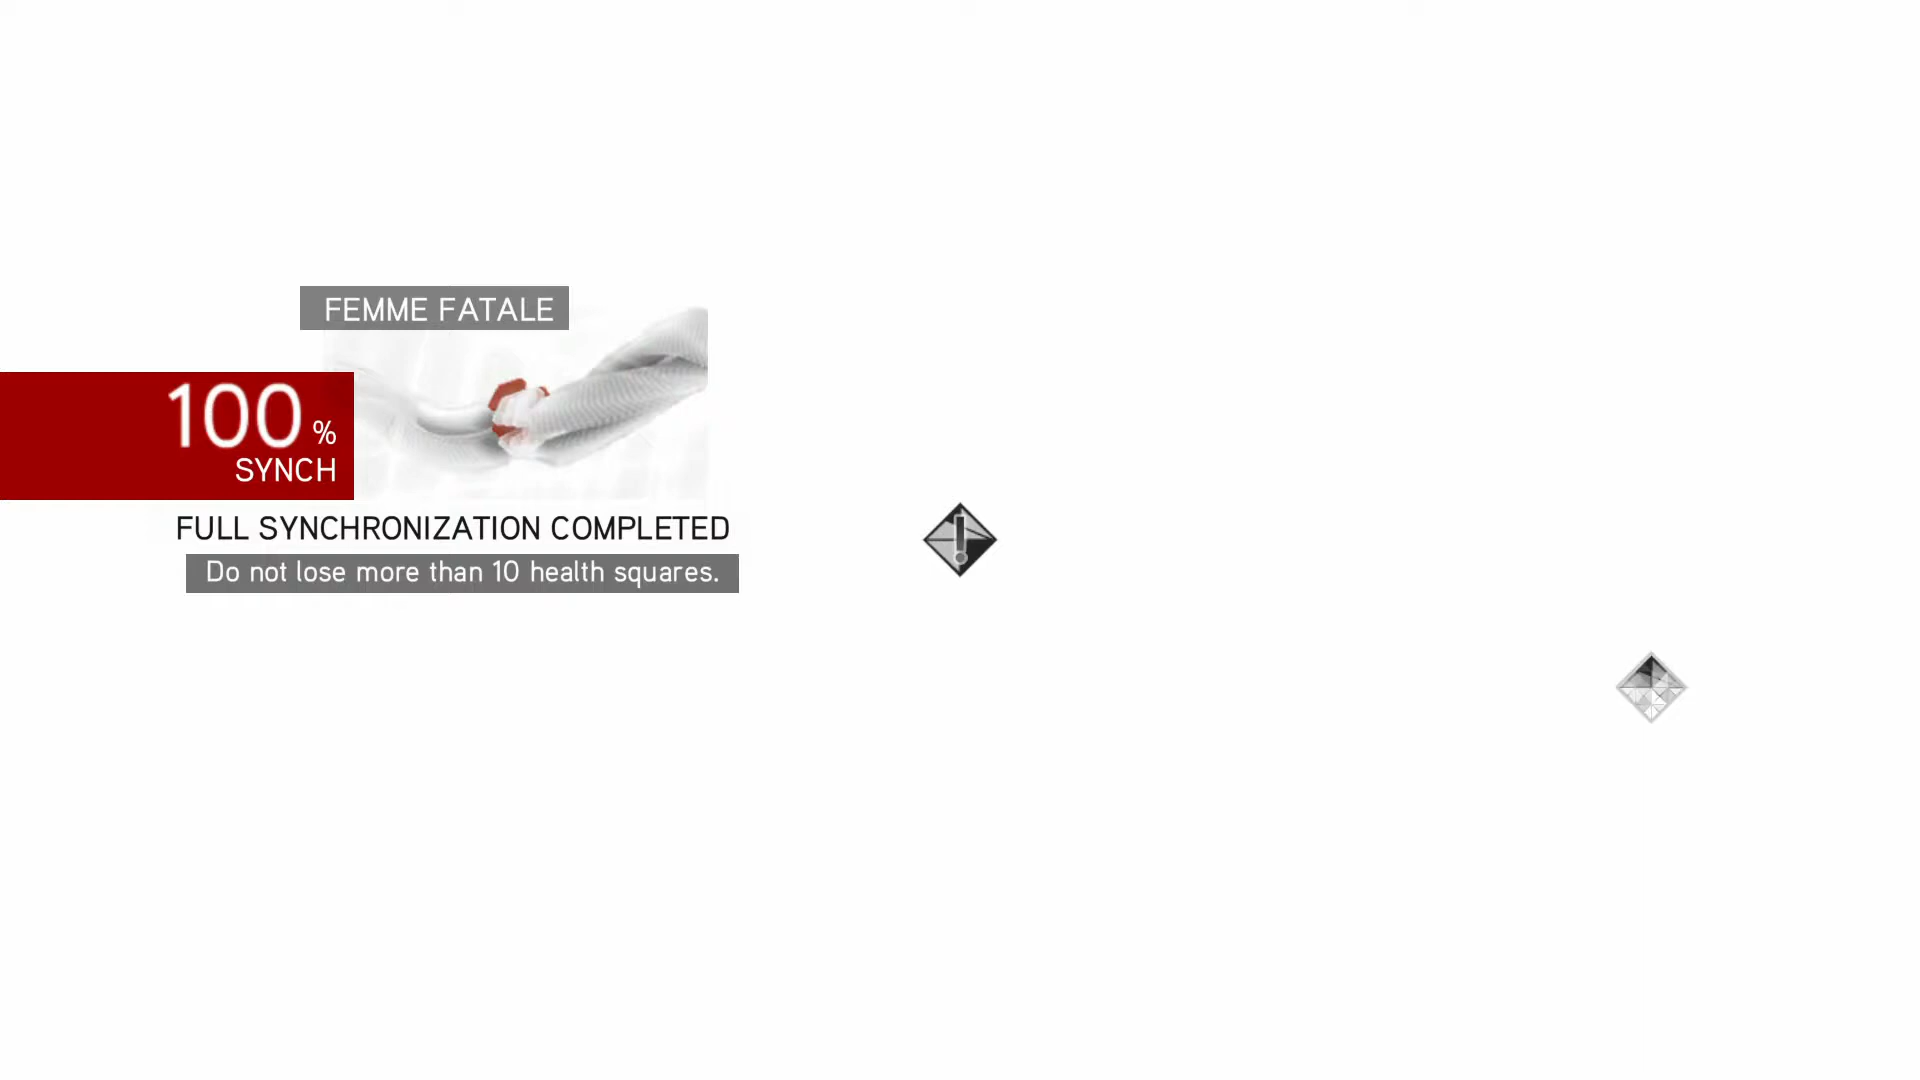 FEMME FATALE
100 %
SYNCH
FULL SYNCHRONIZATION COMPLETED
Do not lose more than 10 health squares.